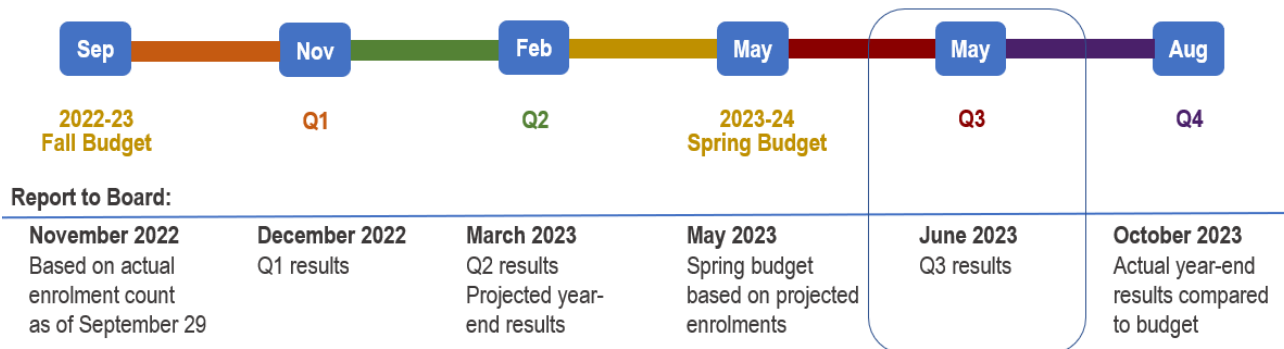 Sep
Nov
Feb
May
May
Aug
2022-23
Fall Budget
Q1
Q2
2023-24
Spring Budget
Q3
Q4
Report to Board:
November 2022
Based on actual
enrolment count
as of September 29
December 2022
Q1 results
March 2023
Q2 results
Projected year-
end results
May 2023
Spring budget
based on projected
enrolments
June 2023
Q3 results
October 2023
Actual year-end
results compared
to budget